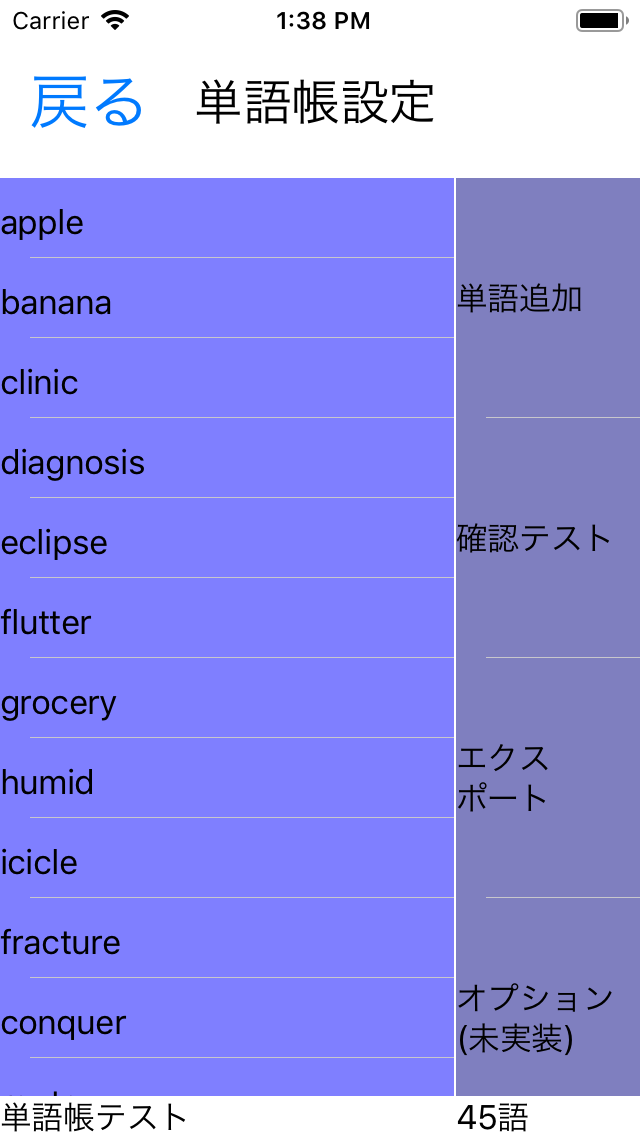 Carrier 1:38 PM
戻る 単語帳設定
apple
banana
clinic
diagnosis
eclipse
flutter
grocery
humid
icicle
fracture
conquer
単語追加
確認テスト
エクス
ポート
オプション
(未実装)
単語帳テスト 45語